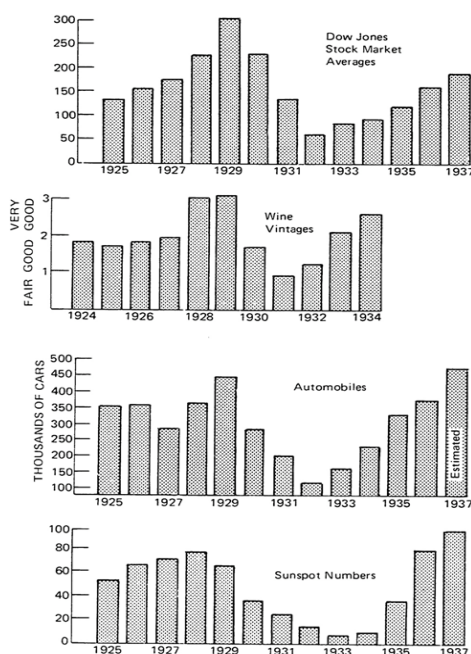 300
250
200
150
100
50
0
Dow Jones
Stock Market
Averages
1925 1927 1929 1931 1933 1935 1937
VERY
FAIR GOOD GOOD
3
2
1
Wine
Vintages
1924 1926 1928 1930 1932 1934
THOUSANDS OF CARS
500
450
400
350
300
250
200
150
100
Automobiles
Estimated
1925 1927 1929 1931 1933 1935 1937
100
80
60
40
20
0
Sunspot Numbers
1925 1927 1929 1931 1933 1935 1937